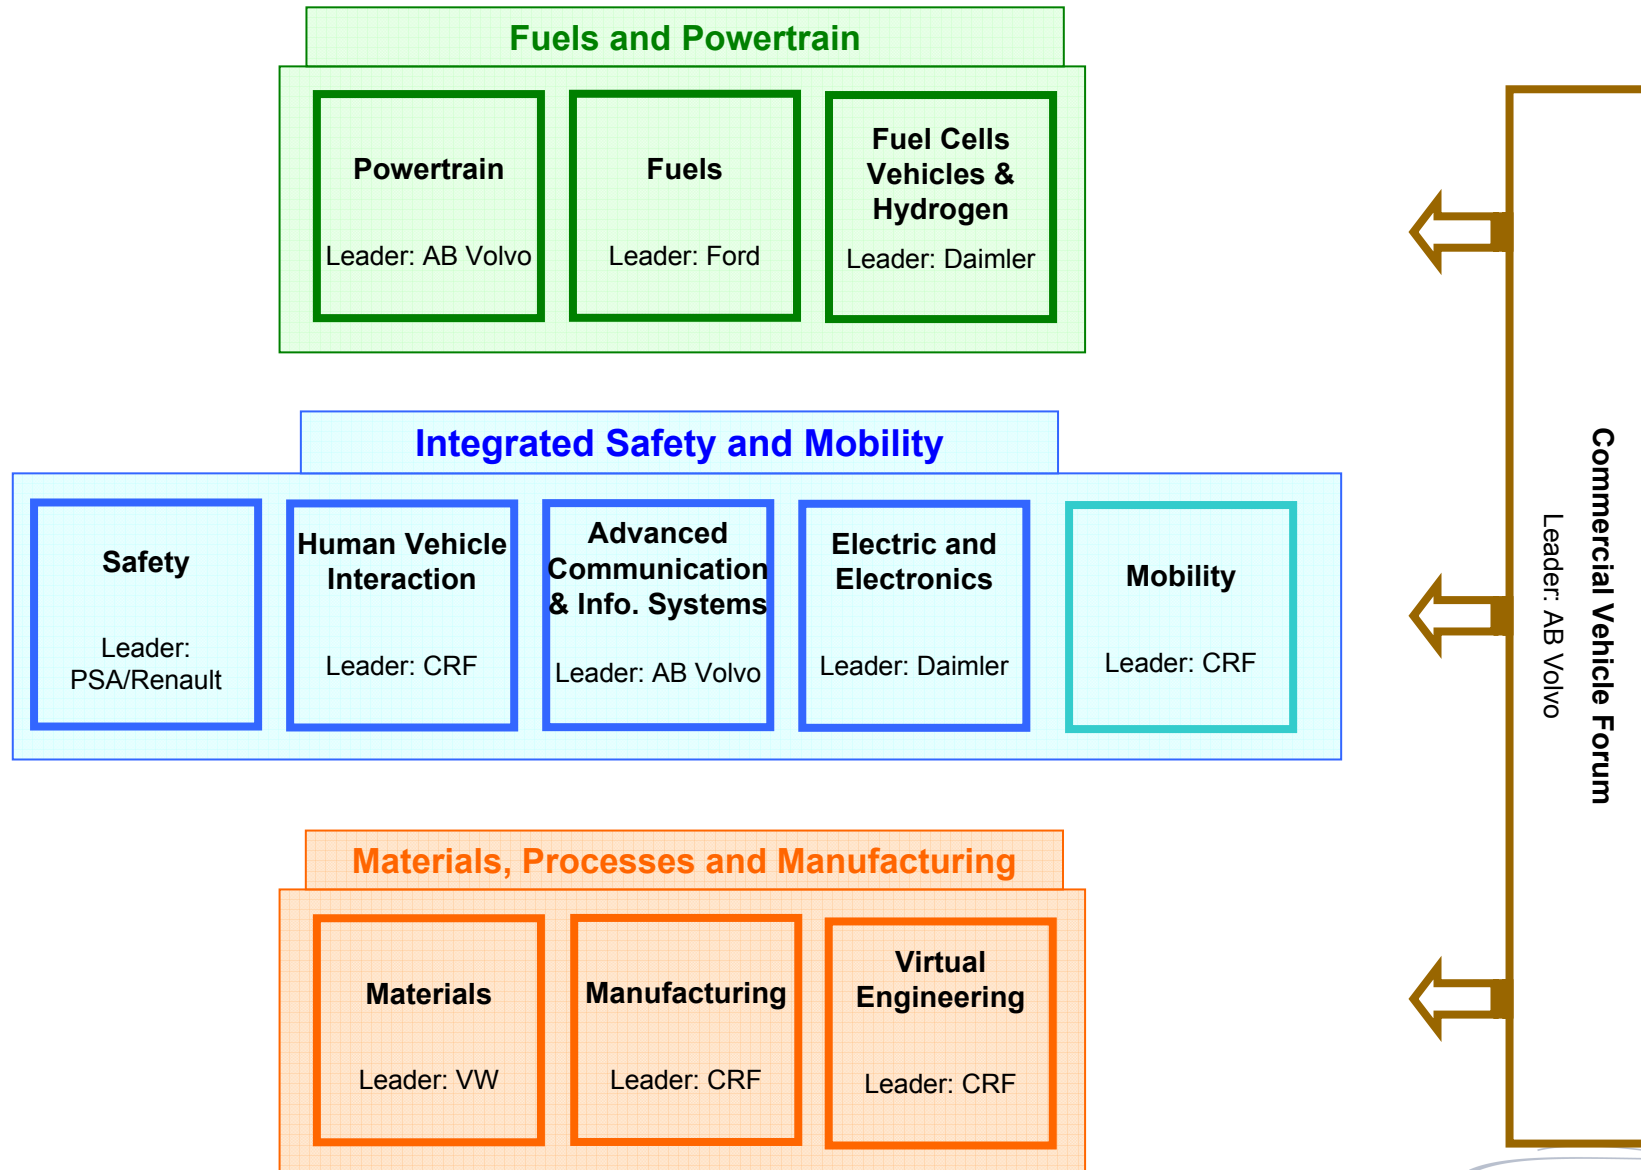 Fuels and Powertrain
Powertrain
Leader: AB Volvo
Fuels
Leader: Ford
Fuel Cells
Vehicles &
Hydrogen
Leader: Daimler
Integrated Safety and Mobility
Safety
Leader:
PSA/Renault
Human Vehicle
Interaction
Leader: CRF
Advanced
Communication
& Info. Systems
Leader: AB Volvo
Electric and
Electronics
Leader: Daimler
Mobility
Leader: CRF
Materials, Processes and Manufacturing
Materials
Leader: VW
Manufacturing
Leader: CRF
Virtual
Engineering
Leader: CRF
Commercial Vehicle Forum
Leader: AB Volvo